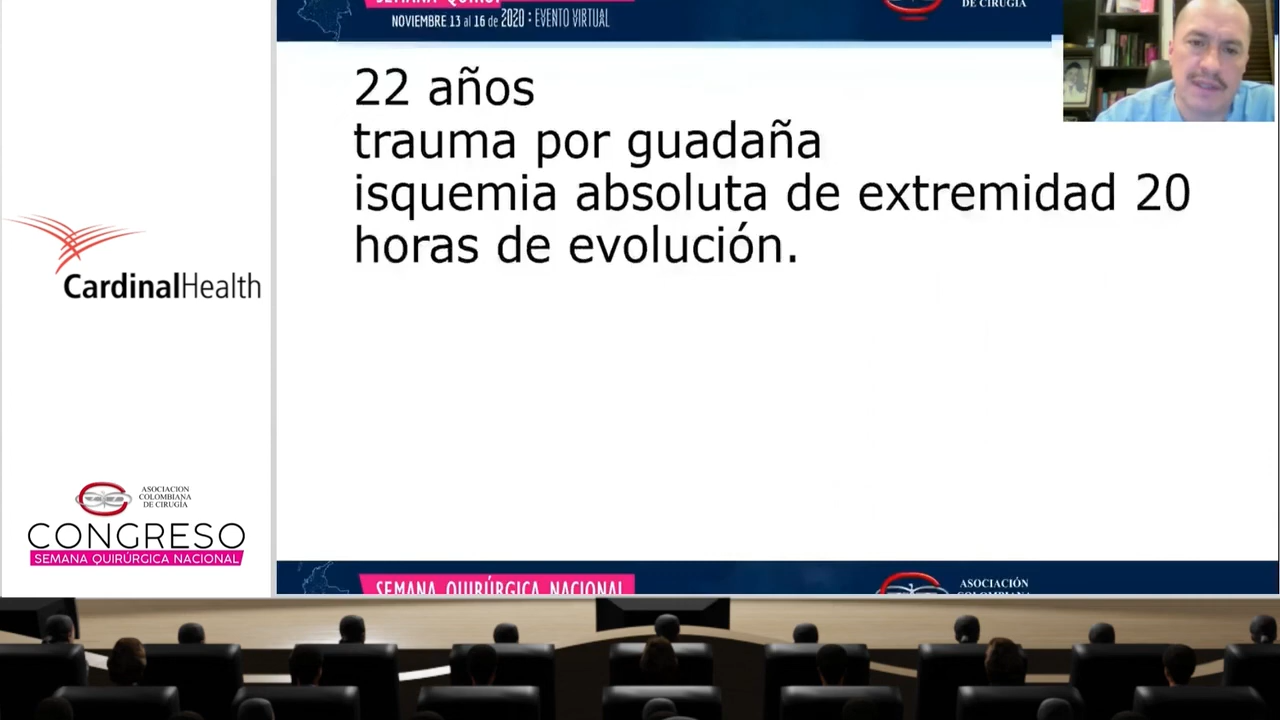 NOVIEMBRE 13 al 16 de 2020 : EVENTO VIRTUAL
DE CIRUGÍA
22 años
trauma por guadaña
isquemia absoluta de extremidad 20
horas de evolución.
CardinalHealth
ASOCIACION
COLOMBIANA
DE CIRUGÍA
CONGRESO
SEMANA QUIRÚRGICA NACIONAL
SEMANA QUIRÚRGICA NACIONAL
ASOCIACIÓN